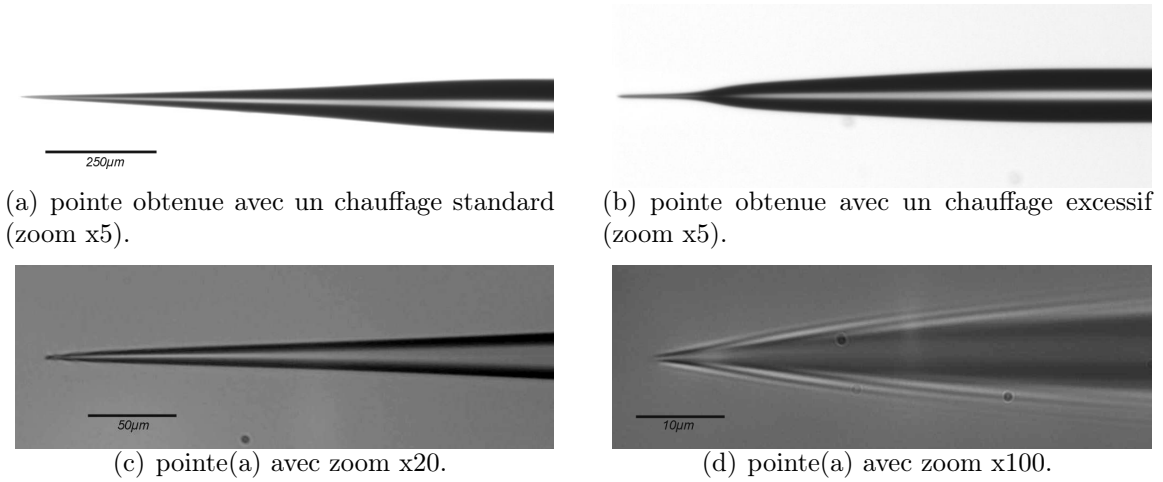 250µm
(a) pointe obtenue avec un chauffage standard
(zoom x5).
(b) pointe obtenue avec un chauffage excessif
(zoom x5).
50µm
(c) pointe(a) avec zoom x20.
10µm
(d) pointe(a) avec zoom x100.